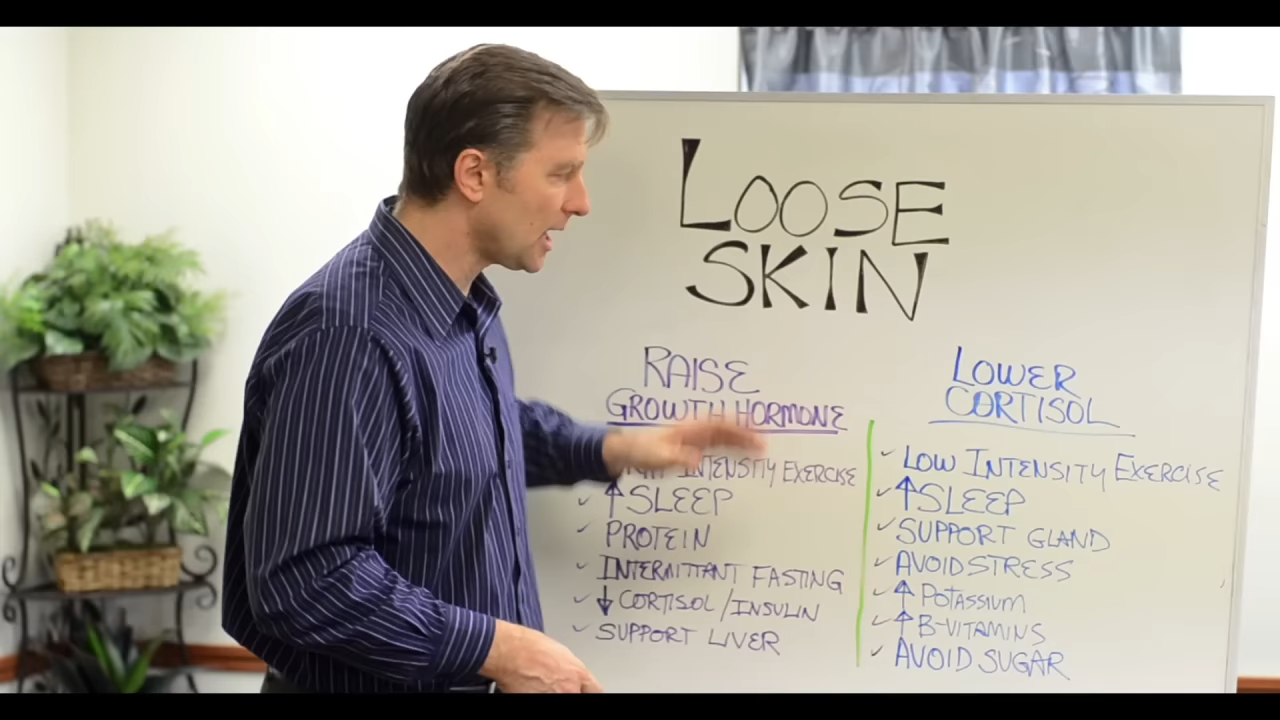 LOOSE
SKIN
RAISE
GROWTH HORMONE
INTENSITY EXERCISE
↑ SLEEP
PROTEIN
INTERMITTANT FASTING
↓ CORTISOL/INSULIN
SUPPORT LIVER
LOWER
CORTISOL
LOW INTENSITY EXERCISE
↑ SLEEP
SUPPORT GLAND
AVOID STRESS
↑ POTASSIUM
↑ B-VITAMINS
AVOID SUGAR